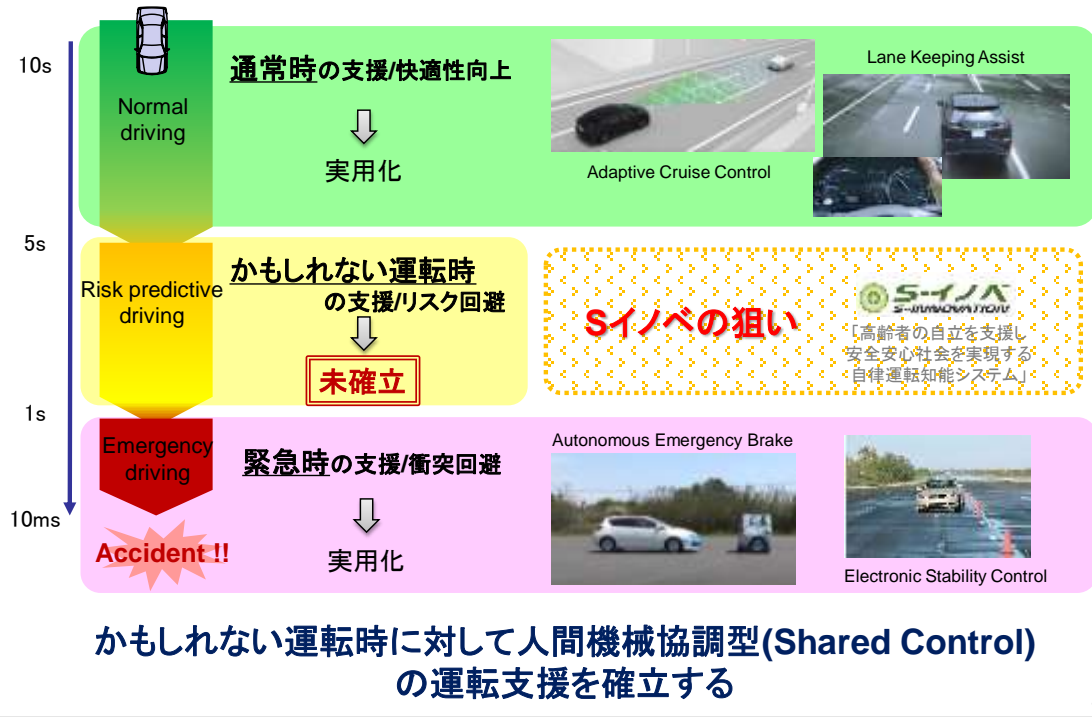 10s
Normal
driving
通常時の支援/快適性向上
実用化
Adaptive Cruise Control
Lane Keeping Assist
5s
Risk predictive
driving
かもしれない運転時
の支援/リスク回避
未確立
Sイノベの狙い
S-イノベ
S-INNOVATION
「高齢者の自立を支援し
安全安心社会を実現する
自律運転知能システム」
1s
Emergency
driving
緊急時の支援/衝突回避
実用化
Autonomous Emergency Brake
Electronic Stability Control
10ms
Accident !!
かもしれない運転時に対して人間機械協調型(Shared Control)
の運転支援を確立する